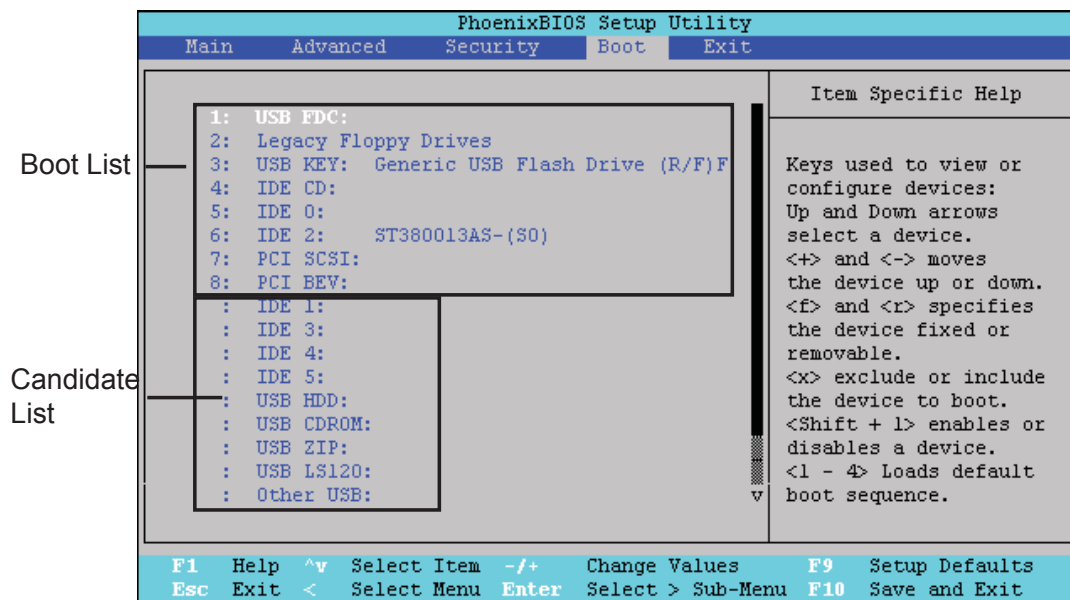 PhoenixBIOS Setup Utility
Main Advanced Security Boot Exit
Item Specific Help
Boot List
1: USB FDC:
2: Legacy Floppy Drives
3: USB KEY: Generic USB Flash Drive (R/F)F
4: IDE CD:
5: IDE 0:
6: IDE 2: ST380013AS-(S0)
7: PCI SCSI:
8: PCI BEV:
Candidate
List
: IDE 1:
: IDE 3:
: IDE 4:
: IDE 5:
: USB HDD:
: USB CDROM:
: USB ZIP:
: USB LS120:
: Other USB:
Keys used to view or
configure devices:
Up and Down arrows
select a device.
<+> and <-> moves
the device up or down.
<f> and <r> specifies
the device fixed or
removable.
<x> exclude or include
the device to boot.
<Shift + 1> enables or
disables a device.
<1 - 4> Loads default
boot sequence.
F1 Help ^v Select Item -/+ Change Values F9 Setup Defaults
Esc Exit < Select Menu Enter Select > Sub-Menu F10 Save and Exit